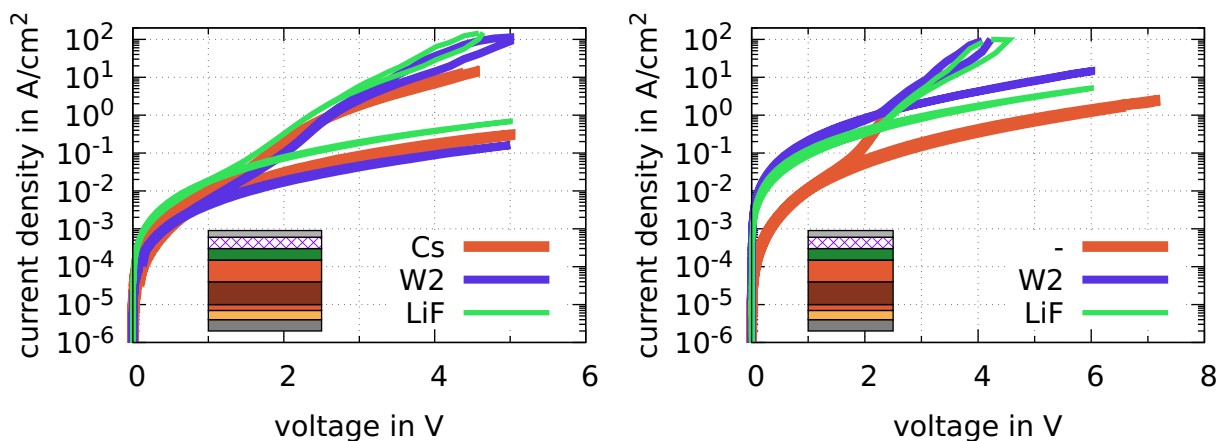 current density in A/cm²
10²
10¹
10⁰
10⁻¹
10⁻²
10⁻³
10⁻⁴
10⁻⁵
10⁻⁶
Cs
W2
LiF
0 2 4 6
voltage in V
current density in A/cm²
10²
10¹
10⁰
10⁻¹
10⁻²
10⁻³
10⁻⁴
10⁻⁵
10⁻⁶
-
W2
LiF
0 2 4 6 8
voltage in V